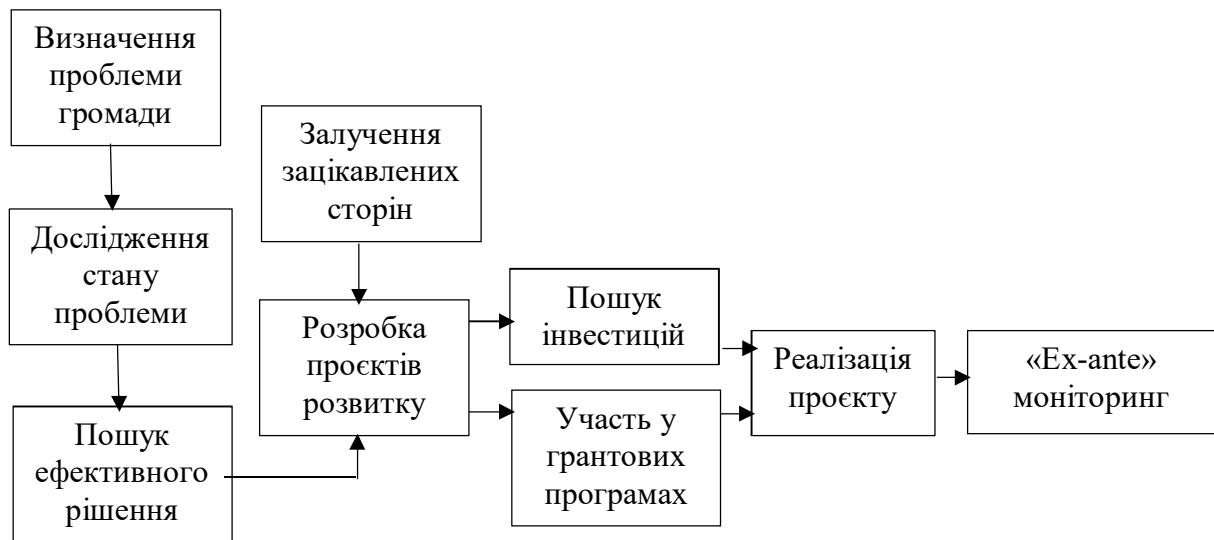 Визначення
проблеми
громади
Дослідження
стану
проблеми
Пошук
ефективного
рішення
Залучення
зацікавлених
сторін
Розробка
проєктів
розвитку
Пошук
інвестицій
Участь у
грантових
програмах
Реалізація
проєкту
«Ex-ante»
моніторинг